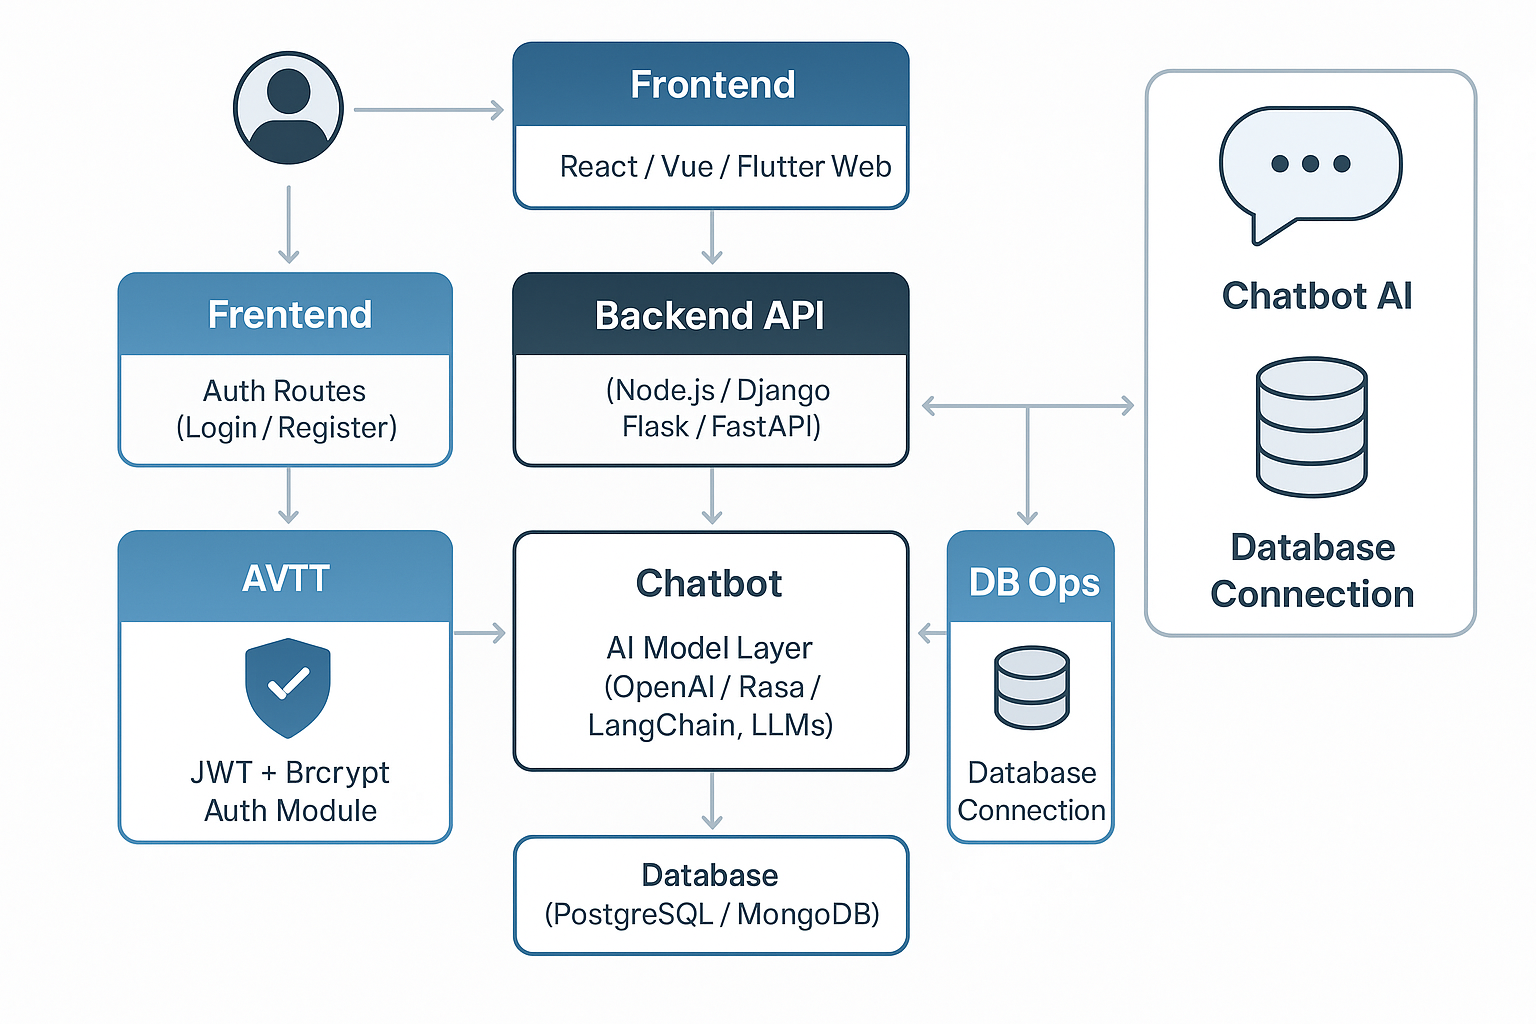 Frontend
React / Vue / Flutter Web
Frentend
Auth Routes
(Login / Register)
Backend API
(Node.js / Django
Flask / FastAPI)
AVTT
JWT + Brcrypt
Auth Module
Chatbot
AI Model Layer
(OpenAI / Rasa /
LangChain, LLMs)
DB Ops
Database
Connection
Database
(PostgreSQL / MongoDB)
Chatbot AI
Database
Connection